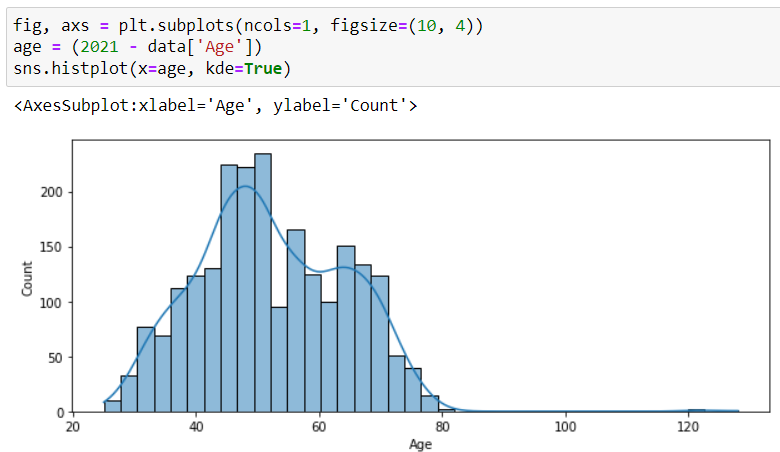 fig, axs = plt.subplots(ncols=1, figsize=(10, 4))
age = (2021 - data['Age'])
sns.histplot(x=age, kde=True)
<AxesSubplot:xlabel='Age', ylabel='Count'>
200
150
100
50
0
Count
20 40 60 80 100 120
Age